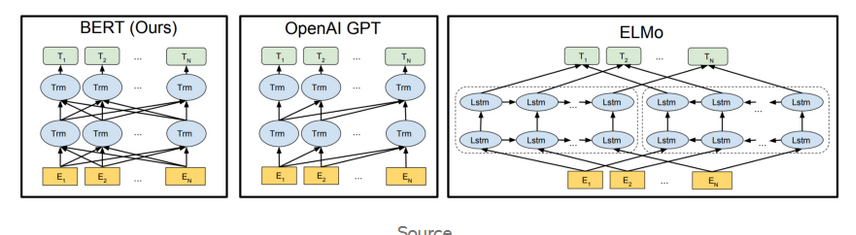 BERT (Ours)
T1 T2 ... TN
Trm Trm ... Trm
Trm Trm ... Trm
E1 E2 ... EN
OpenAI GPT
T1 T2 ... TN
Trm Trm ... Trm
Trm Trm ... Trm
E1 E2 ... EN
ELMo
T1 T2 ... TN
Lstm Lstm ... Lstm Lstm Lstm ... Lstm
Lstm Lstm ... Lstm Lstm Lstm ... Lstm
E1 E2 ... EN
Source